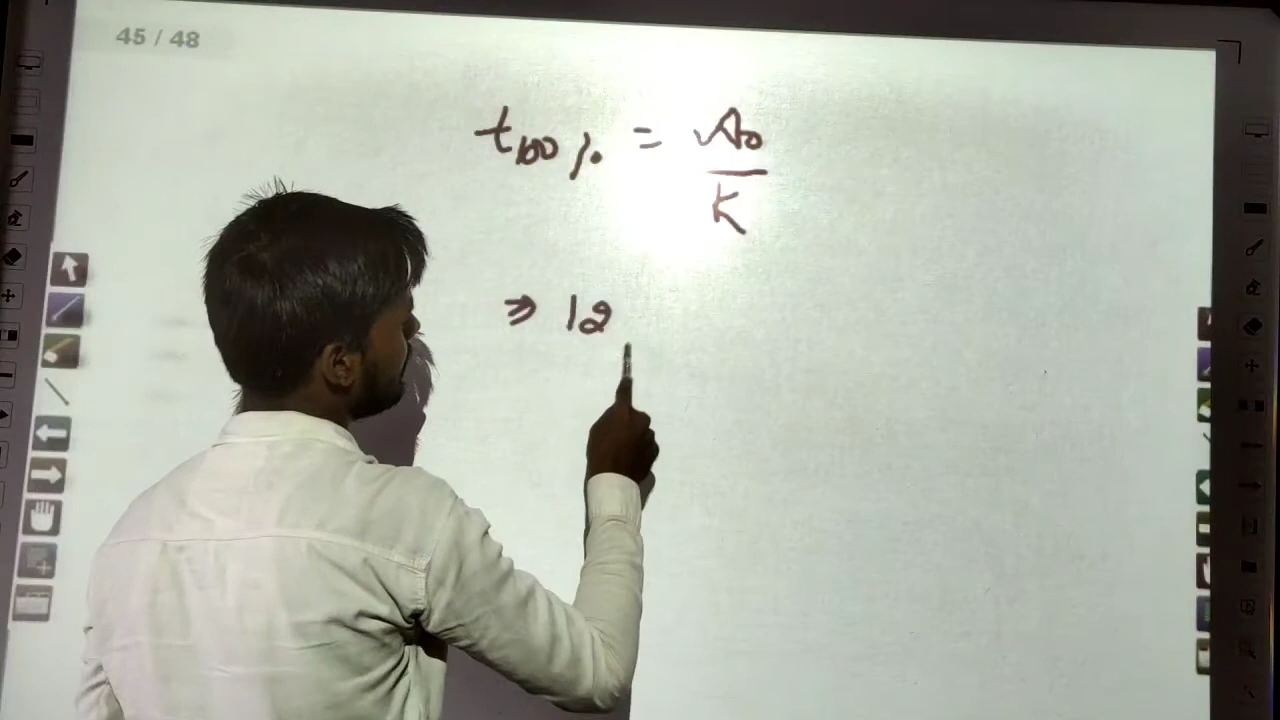 45 / 48
t100% = A0/K
⇒ 12